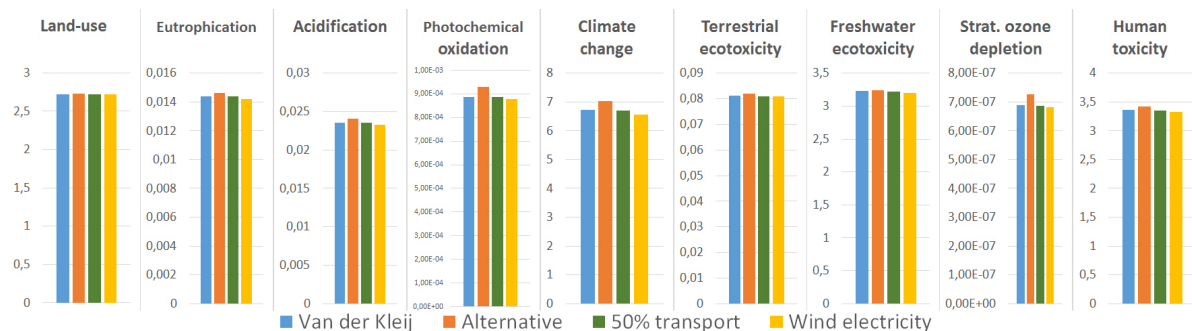 Land-use
3
2,5
2
1,5
1
0,5
0
Eutrophication
0,016
0,014
0,012
0,01
0,008
0,006
0,004
0,002
0
Acidification
0,03
0,025
0,02
0,015
0,01
0,005
0
Photochemical
oxidation
1,00E-03
9,00E-04
8,00E-04
7,00E-04
6,00E-04
5,00E-04
4,00E-04
3,00E-04
2,00E-04
1,00E-04
0,00E+00
Climate
change
8
7
6
5
4
3
2
1
0
Terrestrial
ecotoxicity
0,09
0,08
0,07
0,06
0,05
0,04
0,03
0,02
0,01
0
Freshwater
ecotoxicity
3,5
3
2,5
2
1,5
1
0,5
0
Strat. ozone
depletion
8,00E-07
7,00E-07
6,00E-07
5,00E-07
4,00E-07
3,00E-07
2,00E-07
1,00E-07
0,00E+00
Human
toxicity
4
3,5
3
2,5
2
1,5
1
0,5
0
Van der Kleij
Alternative
50% transport
Wind electricity